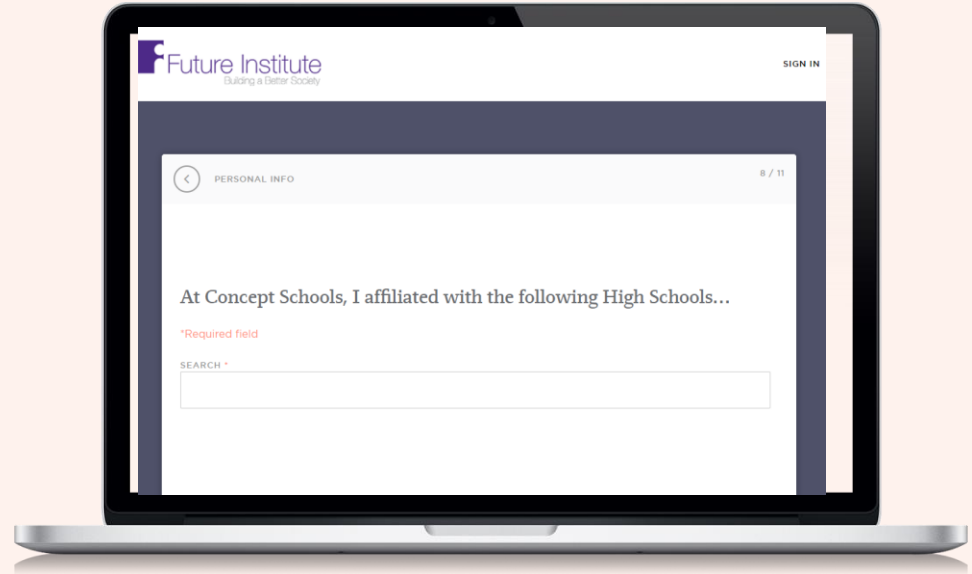 Future Institute
Building a Better Society
SIGN IN
PERSONAL INFO
8 / 11
At Concept Schools, I affiliated with the following High Schools...
*Required field
SEARCH *